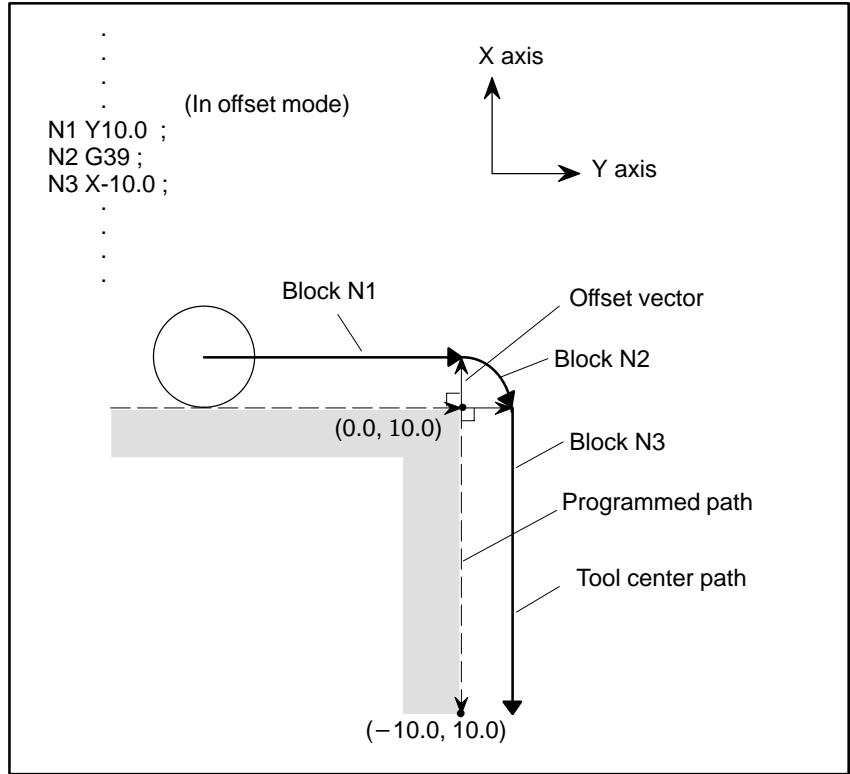 .
.
.
.
(In offset mode)
N1 Y10.0 ;
N2 G39 ;
N3 X-10.0 ;
.
.
.
.
X axis
Y axis
Block N1
Offset vector
Block N2
(0.0, 10.0)
Block N3
Programmed path
Tool center path
(−10.0, 10.0)